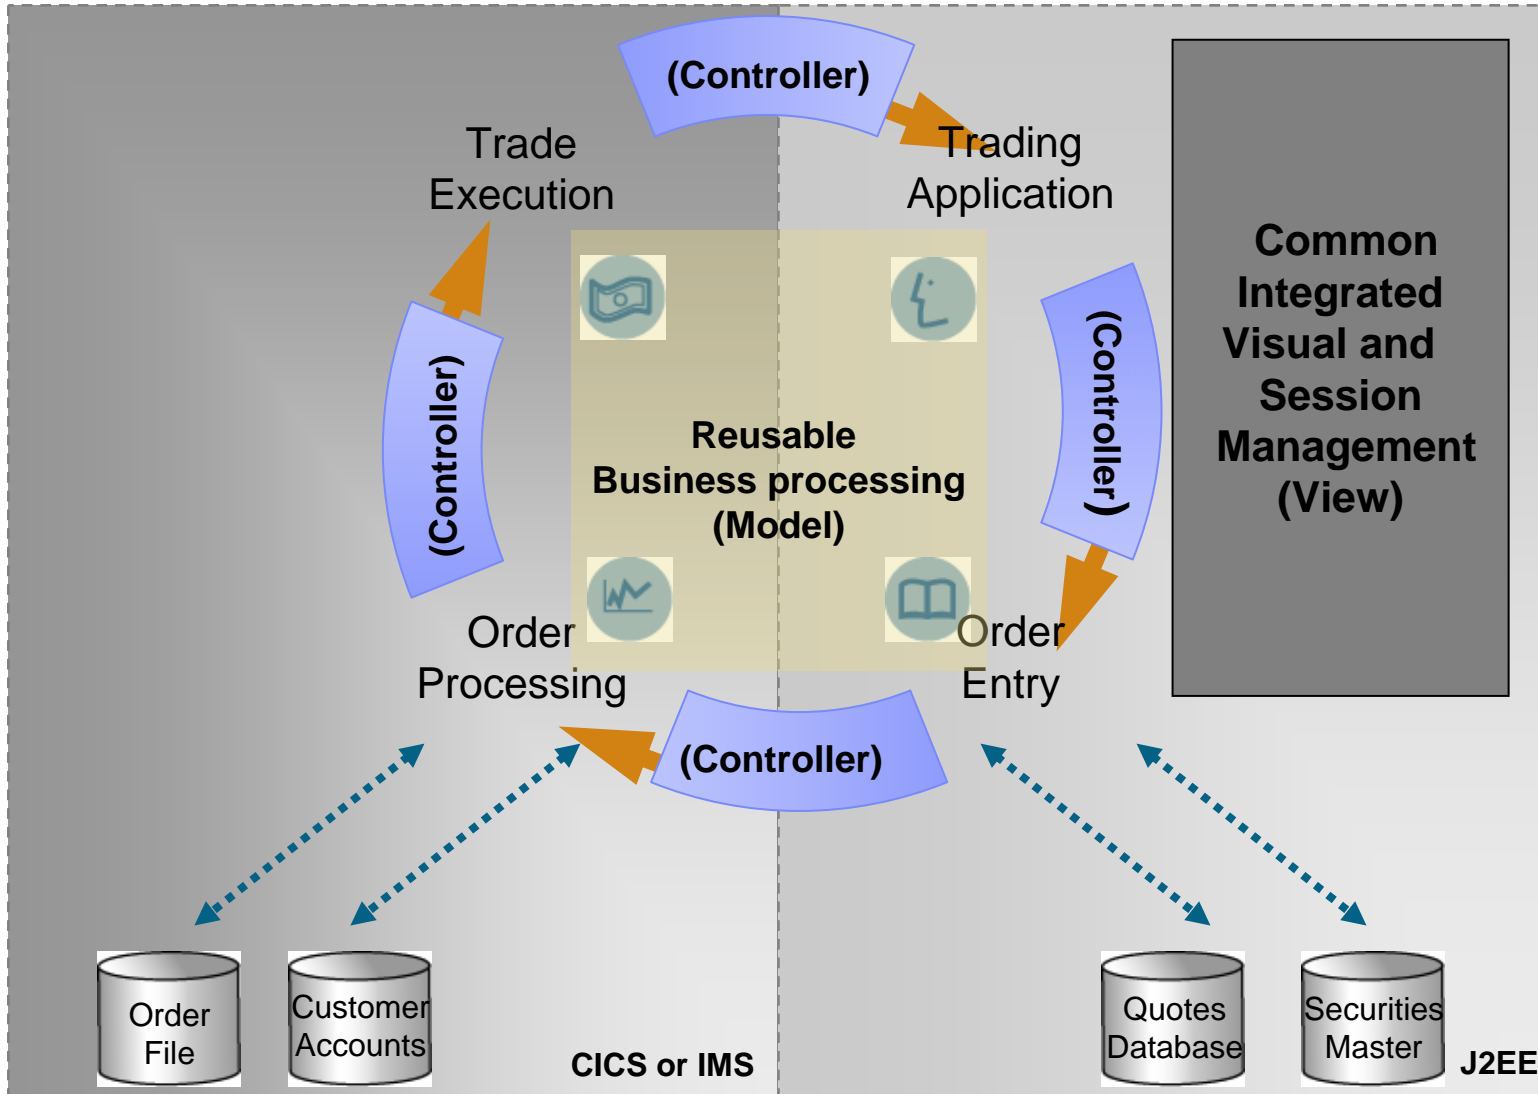 (Controller)
Trade
Execution
Trading
Application
Common
Integrated
Visual and
Session
Management
(View)
(Controller)
(Controller)
Reusable
Business processing
(Model)
Order
Processing
Order
Entry
(Controller)
Order
File
Customer
Accounts
CICS or IMS
Quotes
Database
Securities
Master
J2EE